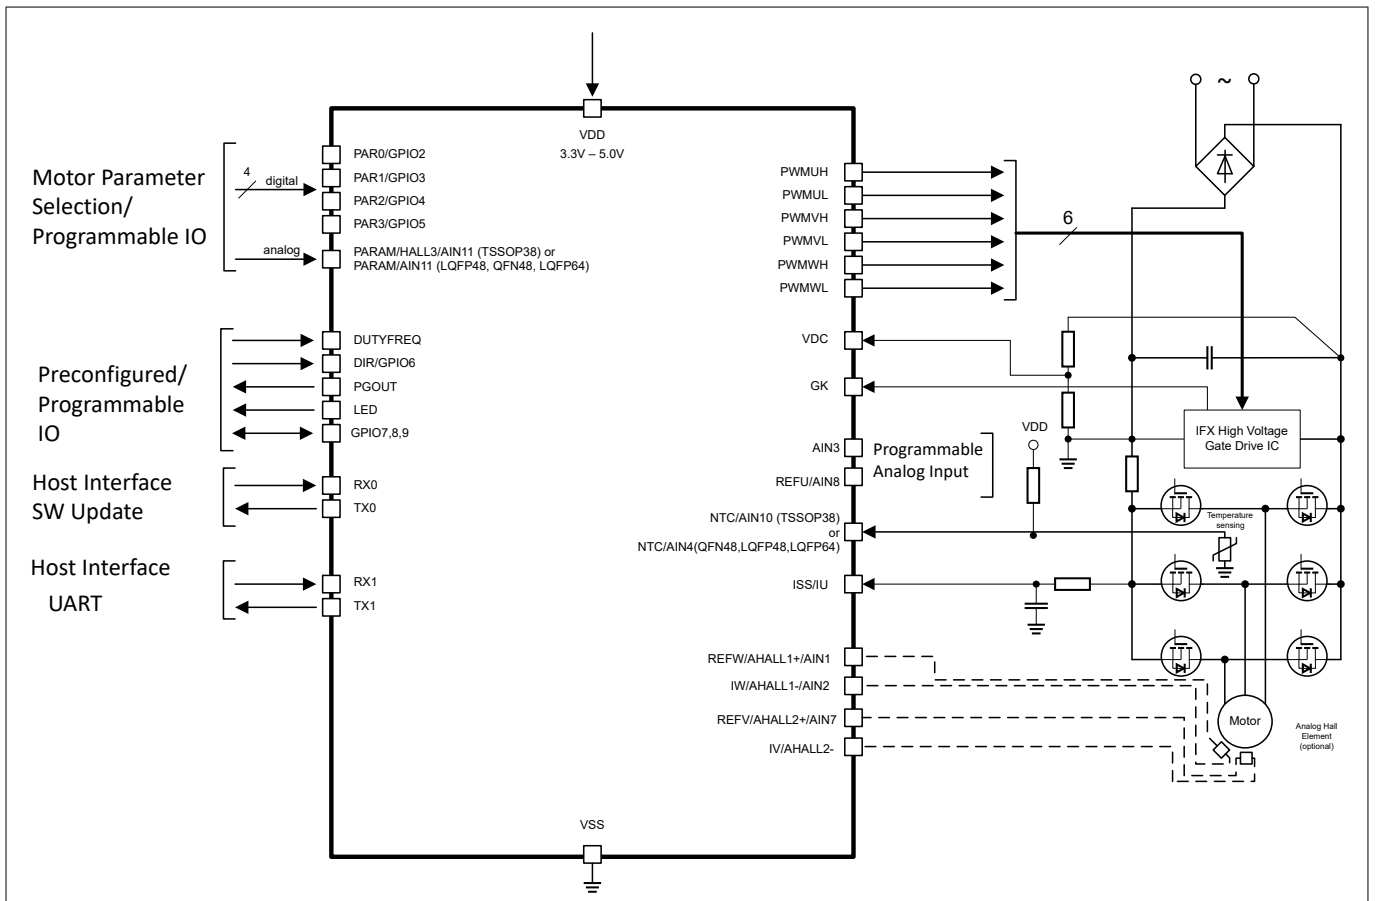 VDD
3.3V – 5.0V
Motor Parameter
Selection/
Programmable IO
4
digital
analog
PAR0/GPIO2
PAR1/GPIO3
PAR2/GPIO4
PAR3/GPIO5
PARAM/HALL3/AIN11 (TSSOP38) or
PARAM/AIN11 (LQFP48, QFN48, LQFP64)
Preconfigured/
Programmable
IO
DUTYFREQ
DIR/GPIO6
PGOUT
LED
GPIO7,8,9
Host Interface
SW Update
RX0
TX0
Host Interface
UART
RX1
TX1
PWMUH
PWMUL
PWMVH
PWMVL
PWMWH
PWMWL
6
~
VDC
GK
AIN3
REFU/AIN8
Programmable
Analog Input
VDD
IFX High Voltage
Gate Drive IC
NTC/AIN10 (TSSOP38)
or
NTC/AIN4(QFN48,LQFP48,LQFP64)
Temperature
sensing
ISS/IU
REFW/AHALL1+/AIN1
IW/AHALL1-/AIN2
REFV/AHALL2+/AIN7
IV/AHALL2-
Motor
Analog Hall
Element
(optional)
VSS